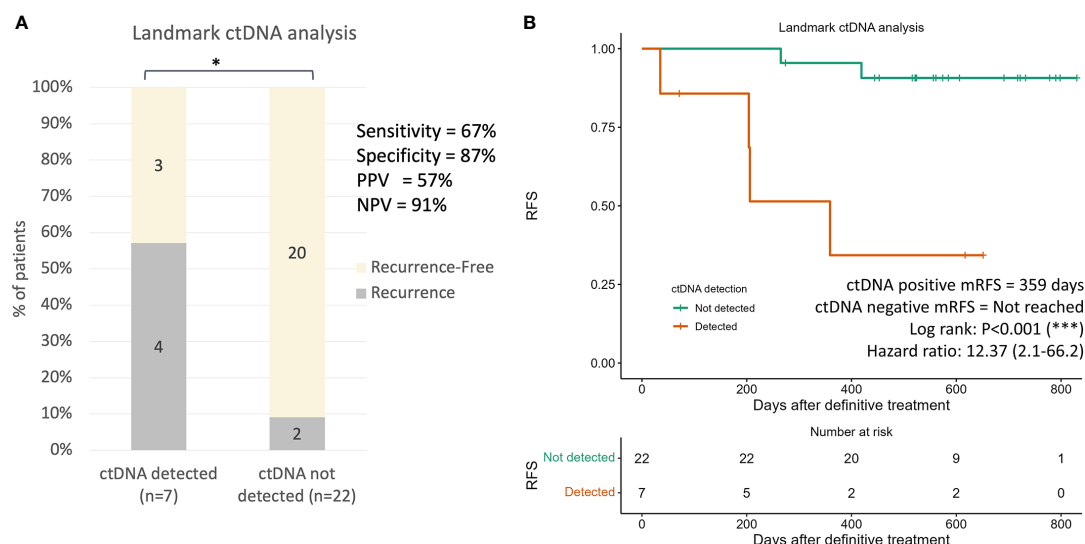 A
Landmark ctDNA analysis
*
100%
90%
80%
70%
60%
50%
40%
30%
20%
10%
0%
% of patients
3
4
20
2
ctDNA detected
(n=7)
ctDNA not
detected (n=22)
Sensitivity = 67%
Specificity = 87%
PPV = 57%
NPV = 91%
Recurrence-Free
Recurrence
B
Landmark ctDNA analysis
1.00
0.75
0.50
0.25
0.00
RFS
ctDNA detection
Not detected
Detected
ctDNA positive mRFS = 359 days
ctDNA negative mRFS = Not reached
Log rank: P<0.001 (***)
Hazard ratio: 12.37 (2.1-66.2)
0 200 400 600 800
Days after definitive treatment
Number at risk
RFS
Not detected 22 22 20 9 1
Detected 7 5 2 2 0
0 200 400 600 800
Days after definitive treatment